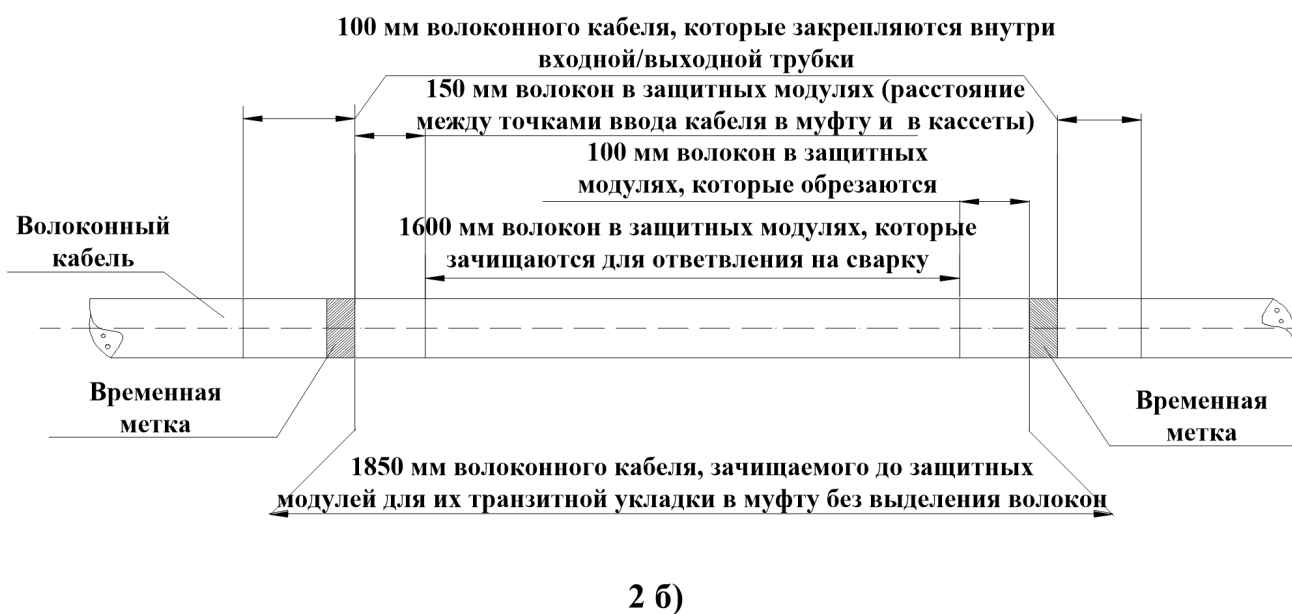 100 мм волоконного кабеля, которые закрепляются внутри
входной/выходной трубки
150 мм волокон в защитных модулях (расстояние
между точками ввода кабеля в муфту и в кассеты)
100 мм волокон в защитных
модулях, которые обрезаются
Волоконный
кабель
1600 мм волокон в защитных модулях, которые
зачищаются для ответвления на сварку
Временная
метка
Временная
метка
1850 мм волоконного кабеля, зачищаемого до защитных
модулей для их транзитной укладки в муфту без выделения волокон
2 б)